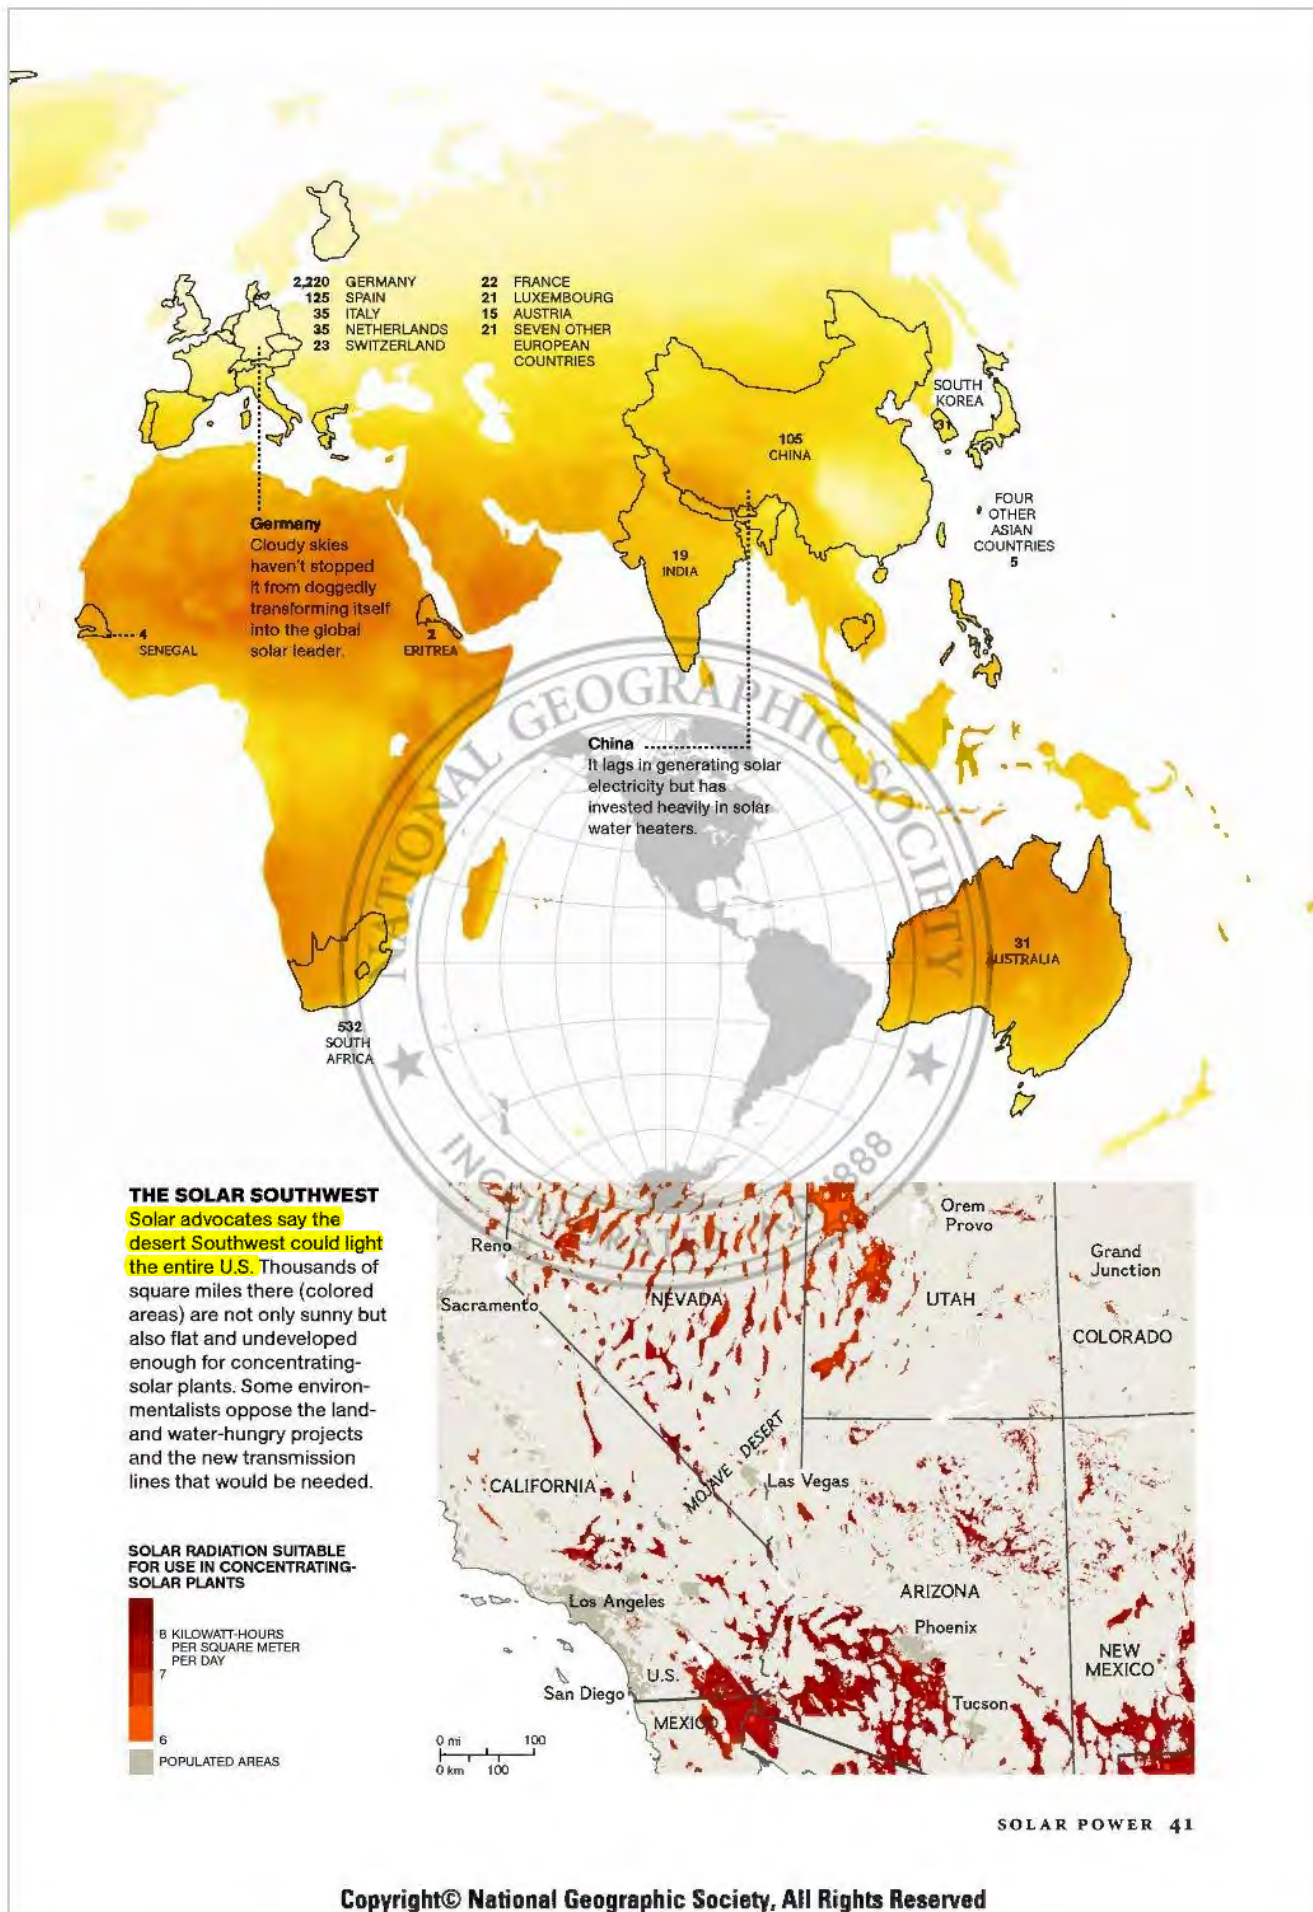 2,220 GERMANY
125 SPAIN
35 ITALY
35 NETHERLANDS
23 SWITZERLAND
22 FRANCE
21 LUXEMBOURG
15 AUSTRIA
21 SEVEN OTHER
EUROPEAN
COUNTRIES
SOUTH
KOREA
31
105
CHINA
FOUR
OTHER
ASIAN
COUNTRIES
5
19
INDIA
Germany
Cloudy skies
haven't stopped
it from doggedly
transforming itself
into the global
solar leader.
4
SENEGAL
2
ERITREA
China
It lags in generating solar
electricity but has
invested heavily in solar
water heaters.
31
AUSTRALIA
532
SOUTH
AFRICA
NATIONAL GEOGRAPHIC SOCIETY
INCORPORATED A.D. 1888
THE SOLAR SOUTHWEST
Solar advocates say the
desert Southwest could light
the entire U.S. Thousands of
square miles there (colored
areas) are not only sunny but
also flat and undeveloped
enough for concentrating-
solar plants. Some environ-
mentalists oppose the land-
and water-hungry projects
and the new transmission
lines that would be needed.
SOLAR RADIATION SUITABLE
FOR USE IN CONCENTRATING-
SOLAR PLANTS
8 KILOWATT-HOURS
PER SQUARE METER
PER DAY
7
6
POPULATED AREAS
Reno
Orem
Provo
Grand
Junction
Sacramento
NEVADA
UTAH
COLORADO
MOJAVE DESERT
Las Vegas
CALIFORNIA
ARIZONA
Los Angeles
Phoenix
NEW
MEXICO
U.S.
San Diego
MEXICO
Tucson
0 mi 100
0 km 100
SOLAR POWER 41
Copyright© National Geographic Society, All Rights Reserved